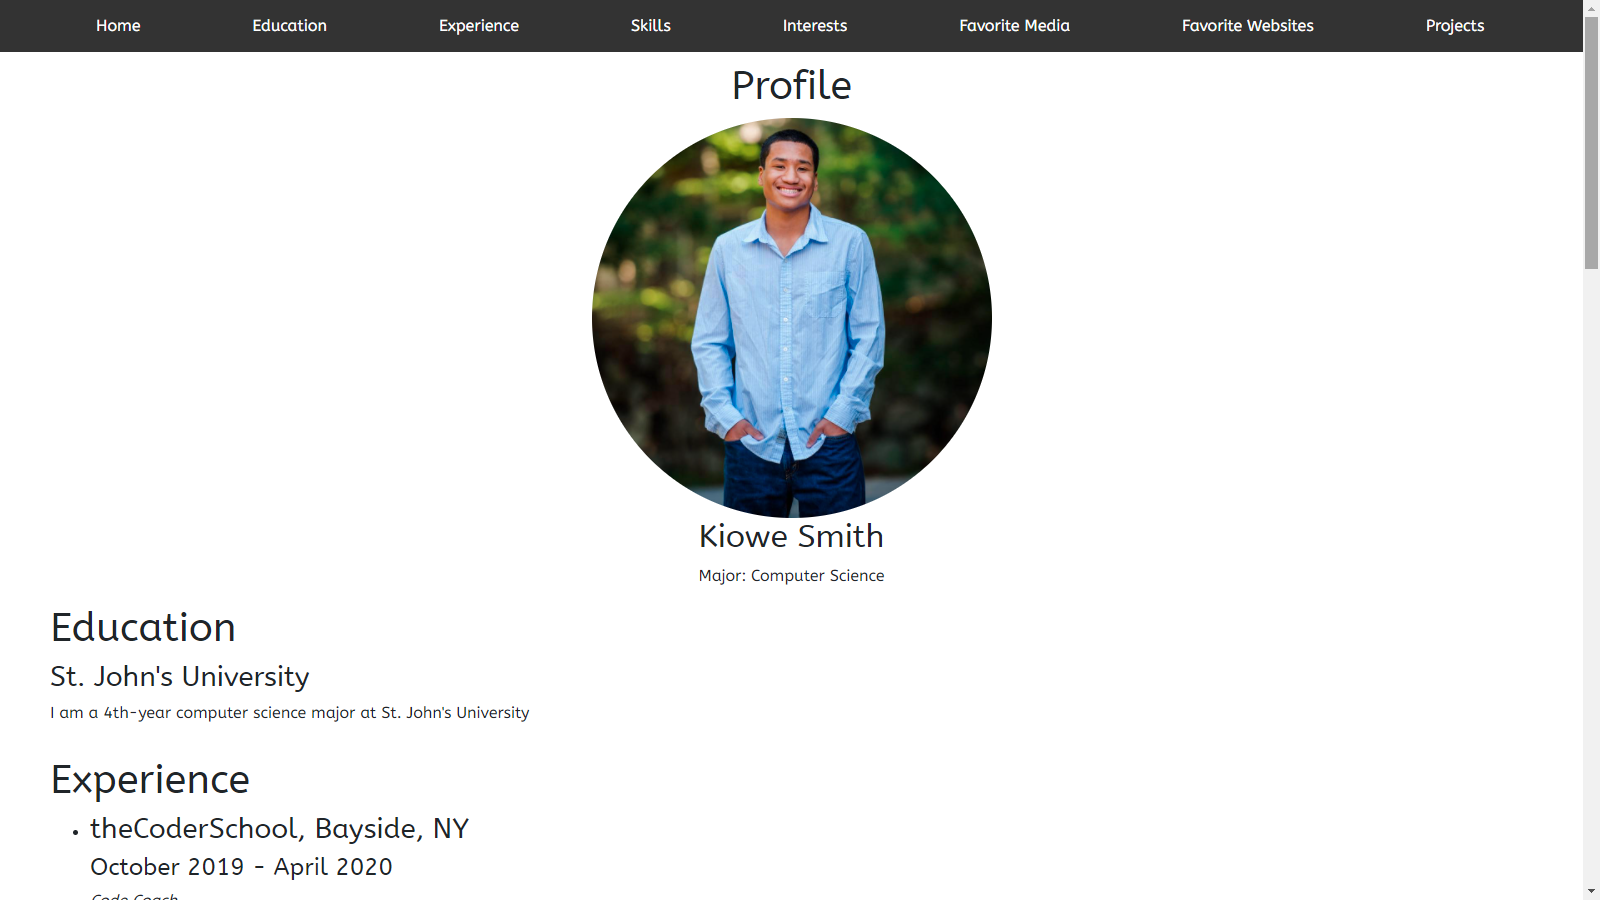 Home Education Experience Skills Interests Favorite Media Favorite Websites Projects
Profile
Kiowe Smith
Major: Computer Science
Education
St. John's University
I am a 4th-year computer science major at St. John's University
Experience
theCoderSchool, Bayside, NY
October 2019 - April 2020
Code Coach